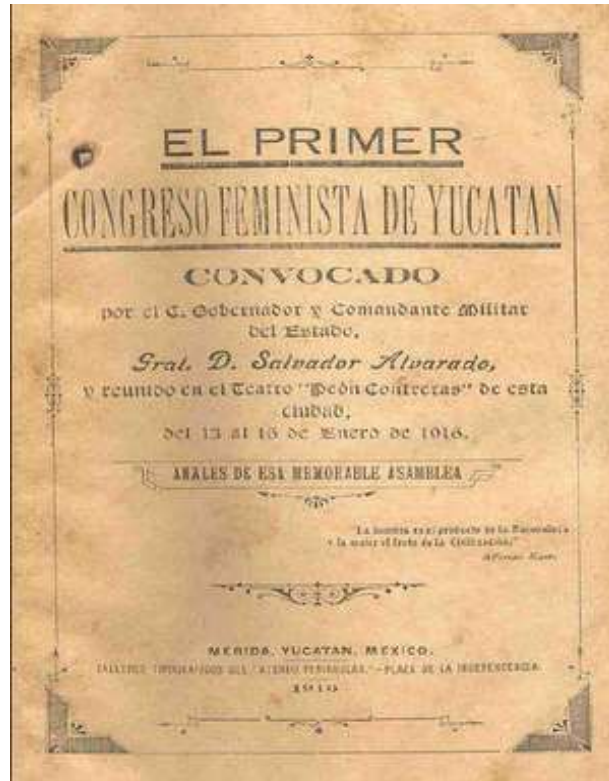 EL PRIMER
CONGRESO FEMINISTA DE YUCATAN
CONVOCADO
por el C. Gobernador y Comandante Militar
del Estado,
Gral. D. Salvador Alvarado,
y reunido en el Teatro "Peón Contreras" de esta
ciudad,
del 13 al 16 de Enero de 1916.
ANALES DE ESA MEMORABLE ASAMBLEA
"La hombre es el producto de la
y la mujer el fruto de la Civilización."
Alfonso
MERIDA, YUCATAN, MEXICO.
TALLERES TIPOGRAFICOS DEL "ATENEO PENINSULAR."—PLAZA DE LA INDEPENDENCIA
1916